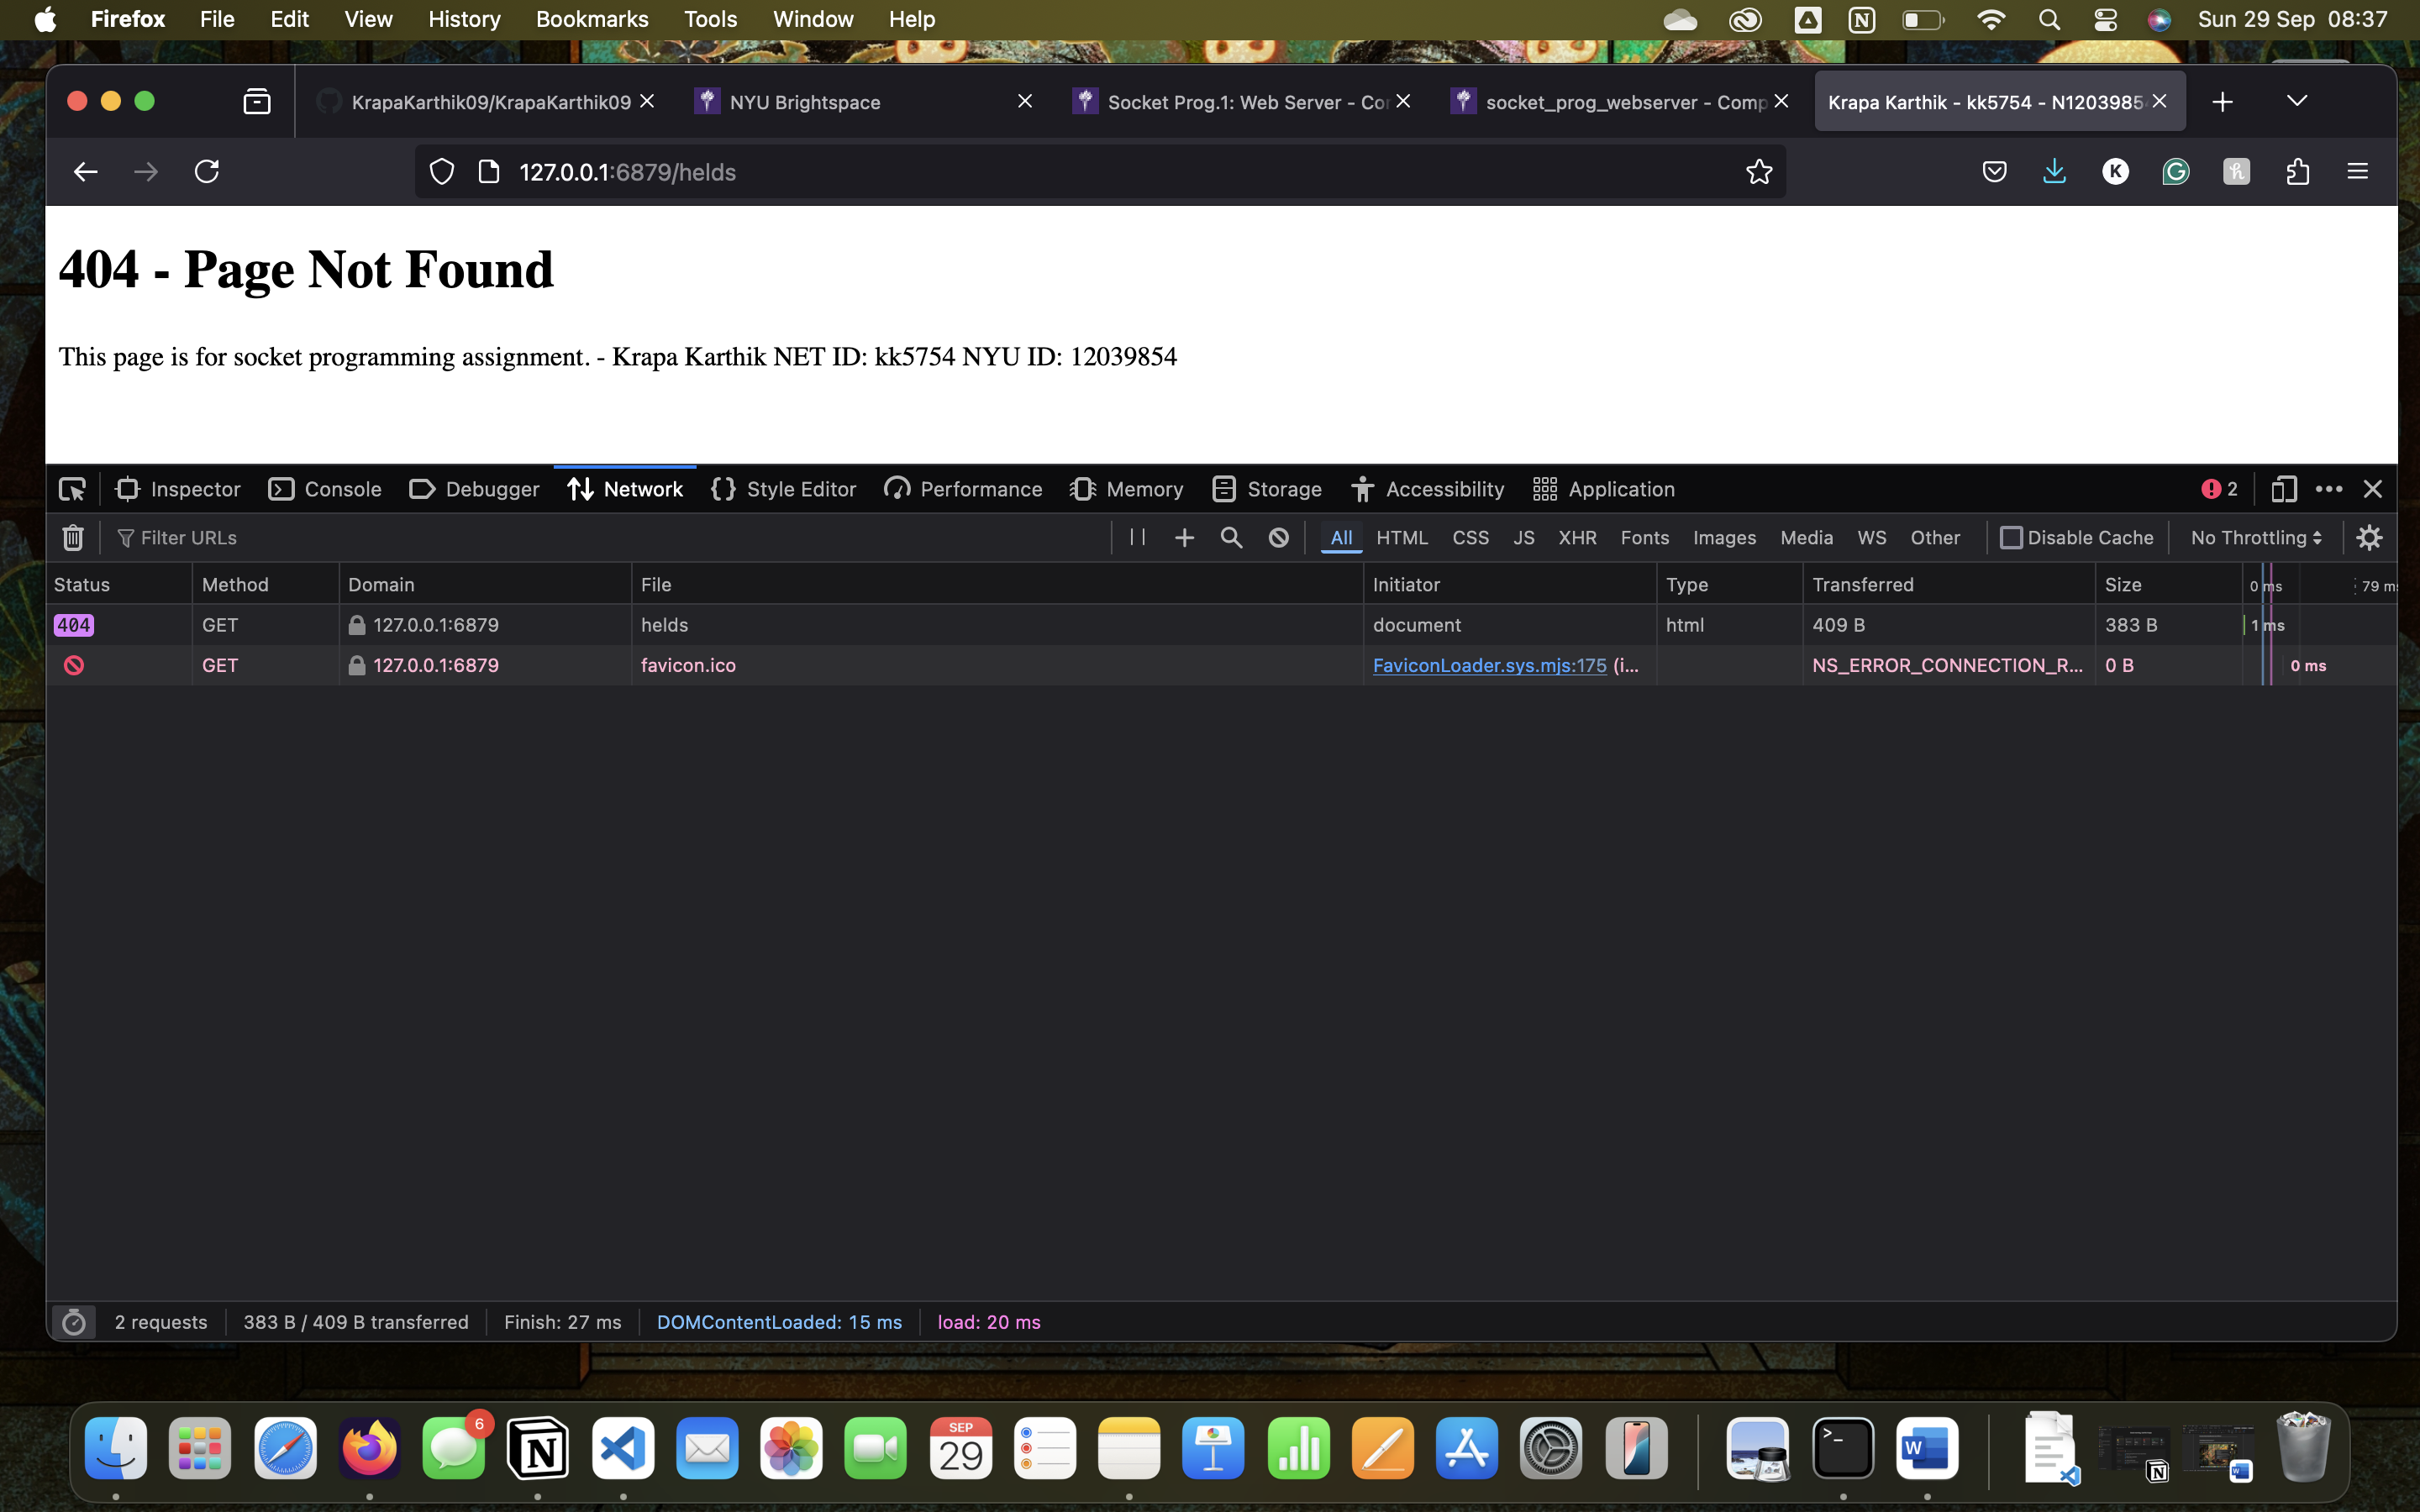 Firefox File Edit View History Bookmarks Tools Window Help Sun 29 Sep 08:37
KrapaKarthik09/KrapaKarthik09 NYU Brightspace Socket Prog.1: Web Server - Co socket_prog_webserver - Comp Krapa Karthik - kk5754 - N12039854
127.0.0.1:6879/helds
404 - Page Not Found
This page is for socket programming assignment. - Krapa Karthik NET ID: kk5754 NYU ID: 12039854
Inspector Console Debugger Network Style Editor Performance Memory Storage Accessibility Application 2
Filter URLs All HTML CSS JS XHR Fonts Images Media WS Other Disable Cache No Throttling
Status Method Domain File Initiator Type Transferred Size 0 ms 79 ms
404 GET 127.0.0.1:6879 helds document html 409 B 383 B 1 ms
GET 127.0.0.1:6879 favicon.ico FaviconLoader.sys.mjs:175 (i... NS_ERROR_CONNECTION_R... 0 B 0 ms
2 requests 383 B / 409 B transferred Finish: 27 ms DOMContentLoaded: 15 ms load: 20 ms
6
SEP
29